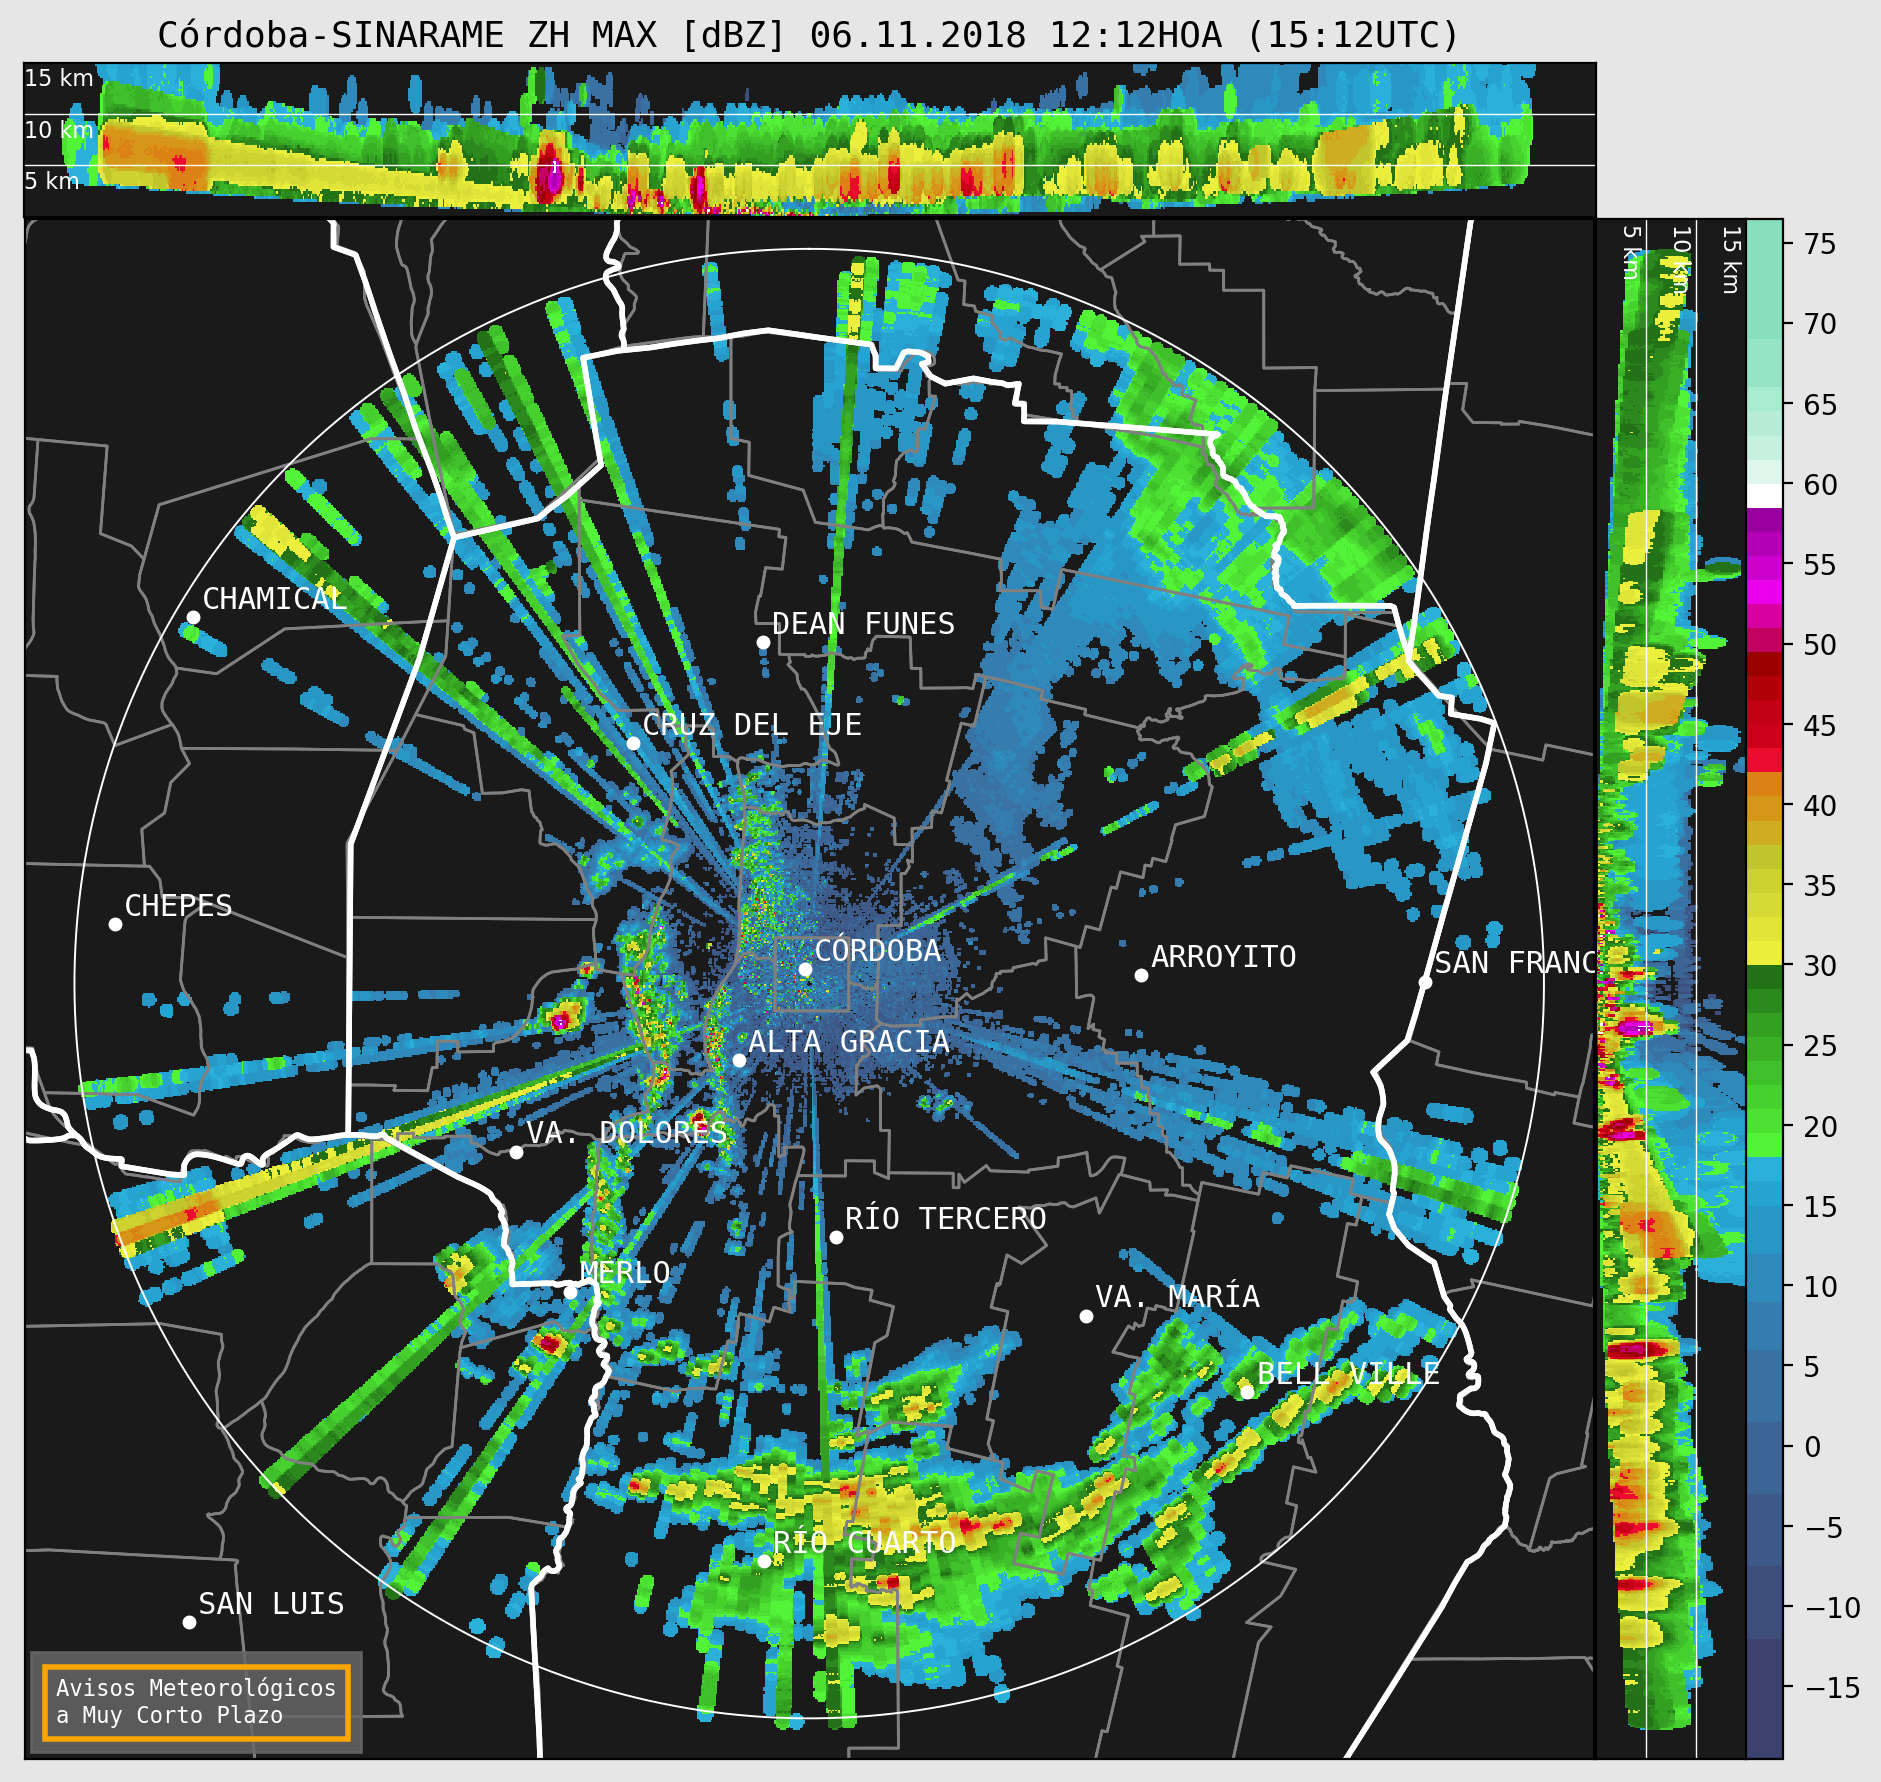 Córdoba-SINARAME ZH MAX [dBZ] 06.11.2018 12:12HOA (15:12UTC)
15 km
10 km
5 km
5 km
10 km
15 km
75
70
65
60
55
50
45
40
35
30
25
20
15
10
5
0
−5
−10
−15
CHAMICAL
DEAN FUNES
CRUZ DEL EJE
CHEPES
CÓRDOBA
ARROYITO
SAN FRANC
ALTA GRACIA
VA. DOLORES
RÍO TERCERO
MERLO
VA. MARÍA
BELL VILLE
RÍO CUARTO
SAN LUIS
Avisos Meteorológicos
a Muy Corto Plazo